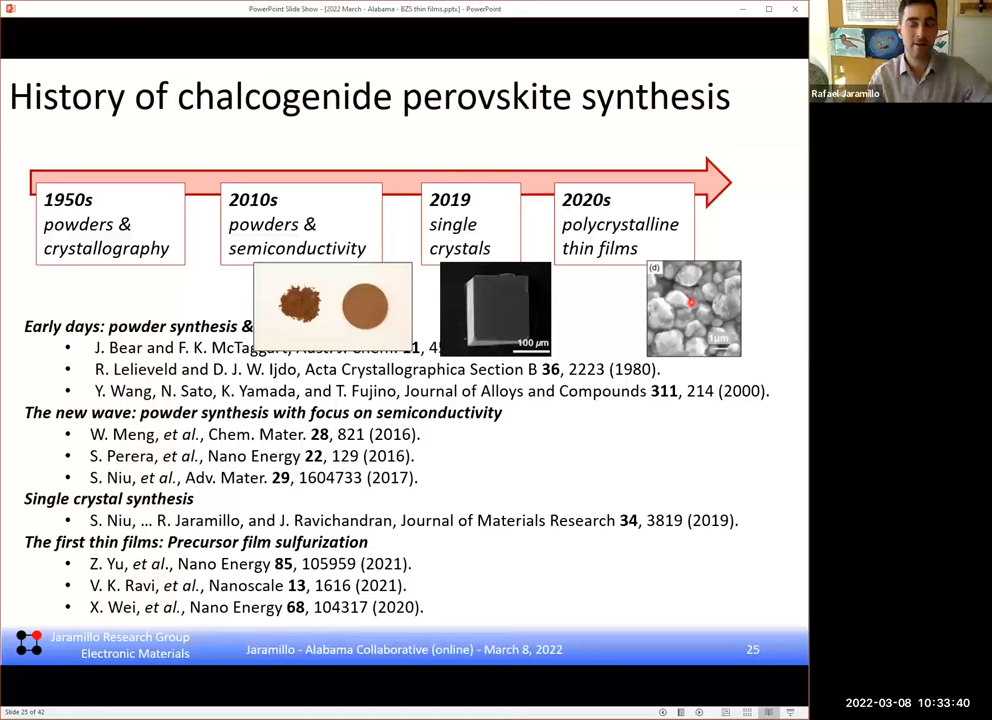 PowerPoint Slide Show - [2022 March - Alabama - BZS thin films.pptx] - PowerPoint
Rafael Jaramillo
History of chalcogenide perovskite synthesis
1950s
powders &
crystallography
2010s
powders &
semiconductivity
2019
single
crystals
2020s
polycrystalline
thin films
100 μm
(d)
1μm
Early days: powder synthesis &
J. Bear and F. K. McTaggart, Aust. J. Chem. 11, 4
R. Lelieveld and D. J. W. Ijdo, Acta Crystallographica Section B 36, 2223 (1980).
Y. Wang, N. Sato, K. Yamada, and T. Fujino, Journal of Alloys and Compounds 311, 214 (2000).
The new wave: powder synthesis with focus on semiconductivity
W. Meng, et al., Chem. Mater. 28, 821 (2016).
S. Perera, et al., Nano Energy 22, 129 (2016).
S. Niu, et al., Adv. Mater. 29, 1604733 (2017).
Single crystal synthesis
S. Niu, … R. Jaramillo, and J. Ravichandran, Journal of Materials Research 34, 3819 (2019).
The first thin films: Precursor film sulfurization
Z. Yu, et al., Nano Energy 85, 105959 (2021).
V. K. Ravi, et al., Nanoscale 13, 1616 (2021).
X. Wei, et al., Nano Energy 68, 104317 (2020).
Jaramillo Research Group
Electronic Materials
Jaramillo - Alabama Collaborative (online) - March 8, 2022
25
Slide 25 of 42
2022-03-08 10:33:40